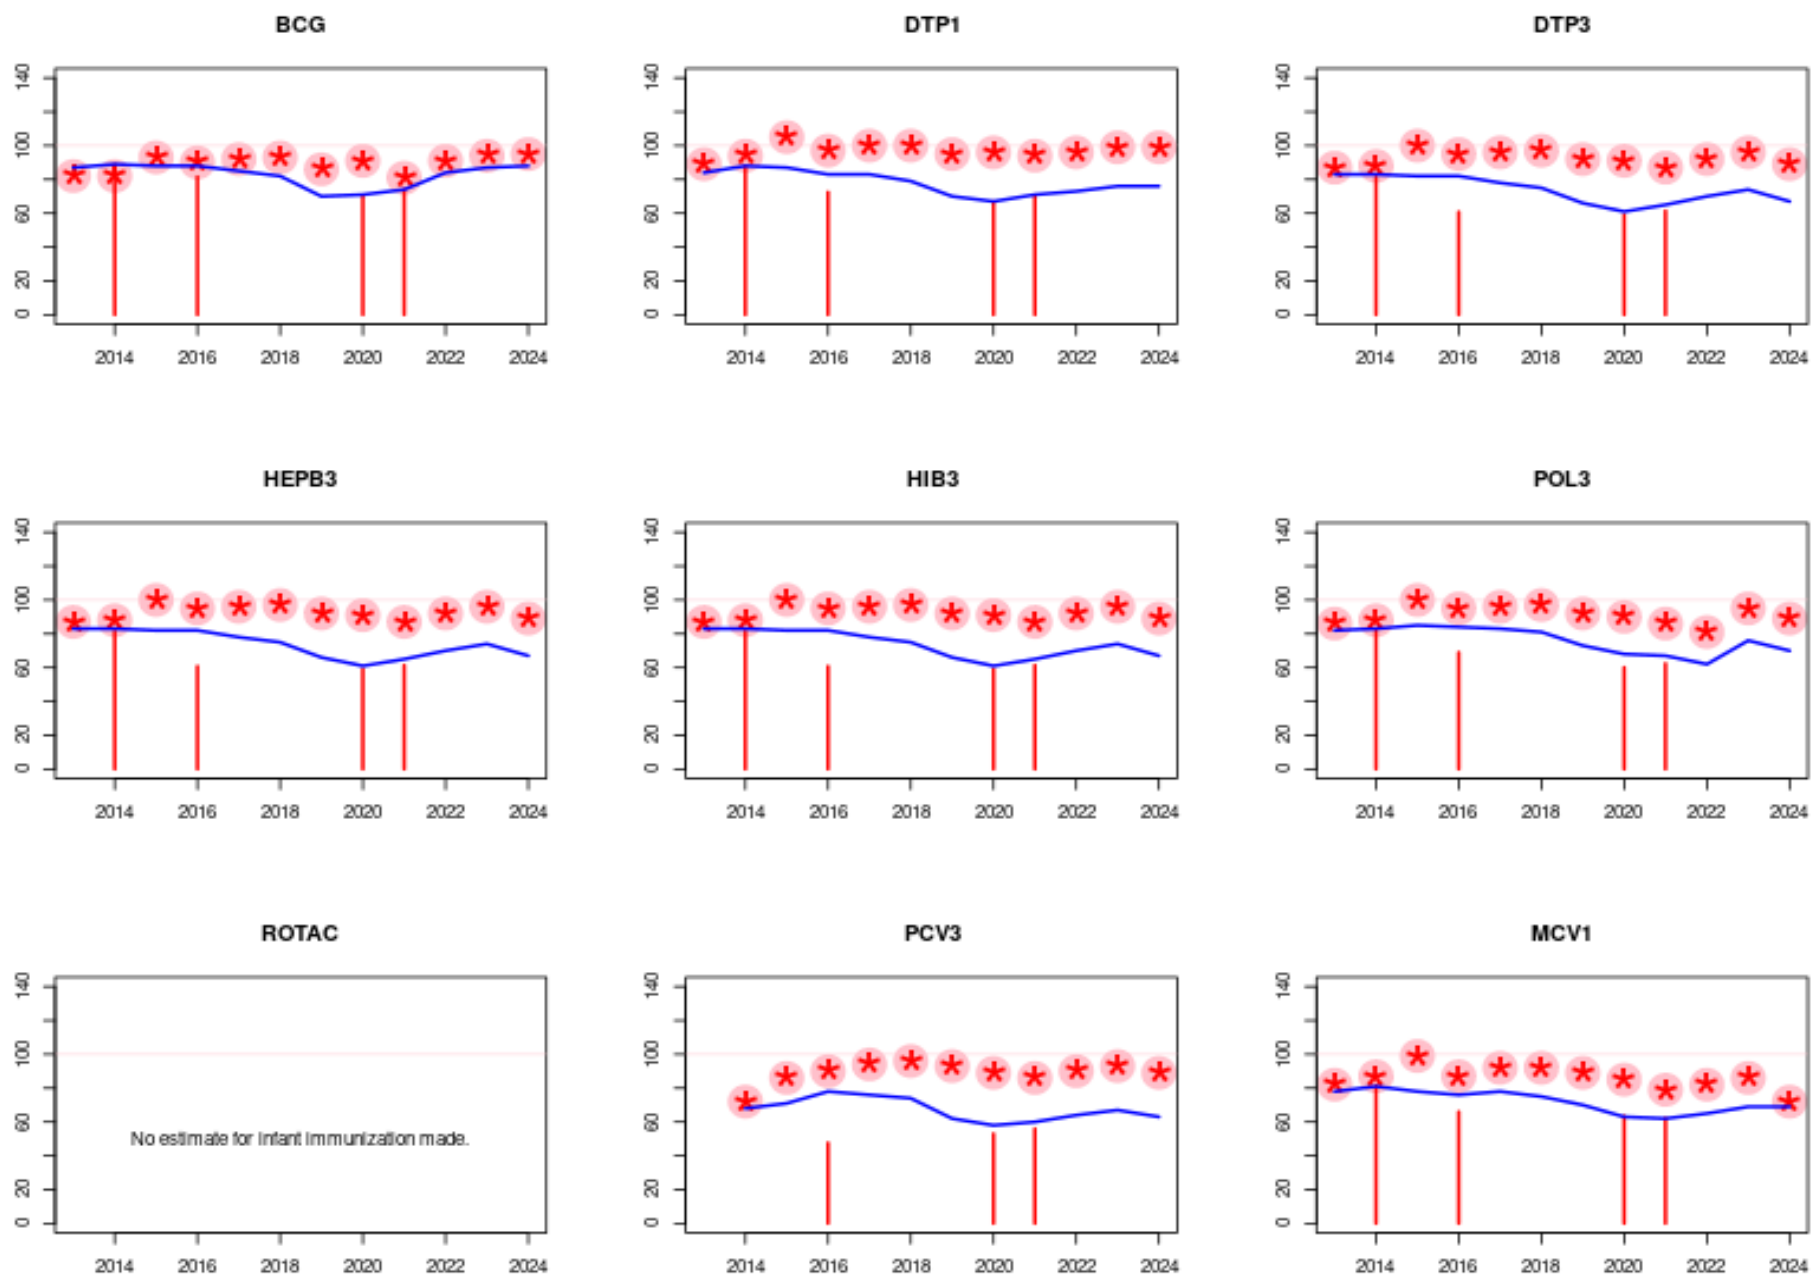 BCG DTP1 DTP3
140 140 140
100 100 100
60 60 60
20 20 20
0 0 0
2014 2016 2018 2020 2022 2024 2014 2016 2018 2020 2022 2024 2014 2016 2018 2020 2022 2024
HEPB3 HIB3 POL3
140 140 140
100 100 100
60 60 60
20 20 20
0 0 0
2014 2016 2018 2020 2022 2024 2014 2016 2018 2020 2022 2024 2014 2016 2018 2020 2022 2024
ROTAC PCV3 MCV1
140 140 140
100 100 100
60 60
No estimate for infant immunization made.
20 20 20
0 0 0
2014 2016 2018 2020 2022 2024 2014 2016 2018 2020 2022 2024 2014 2016 2018 2020 2022 2024